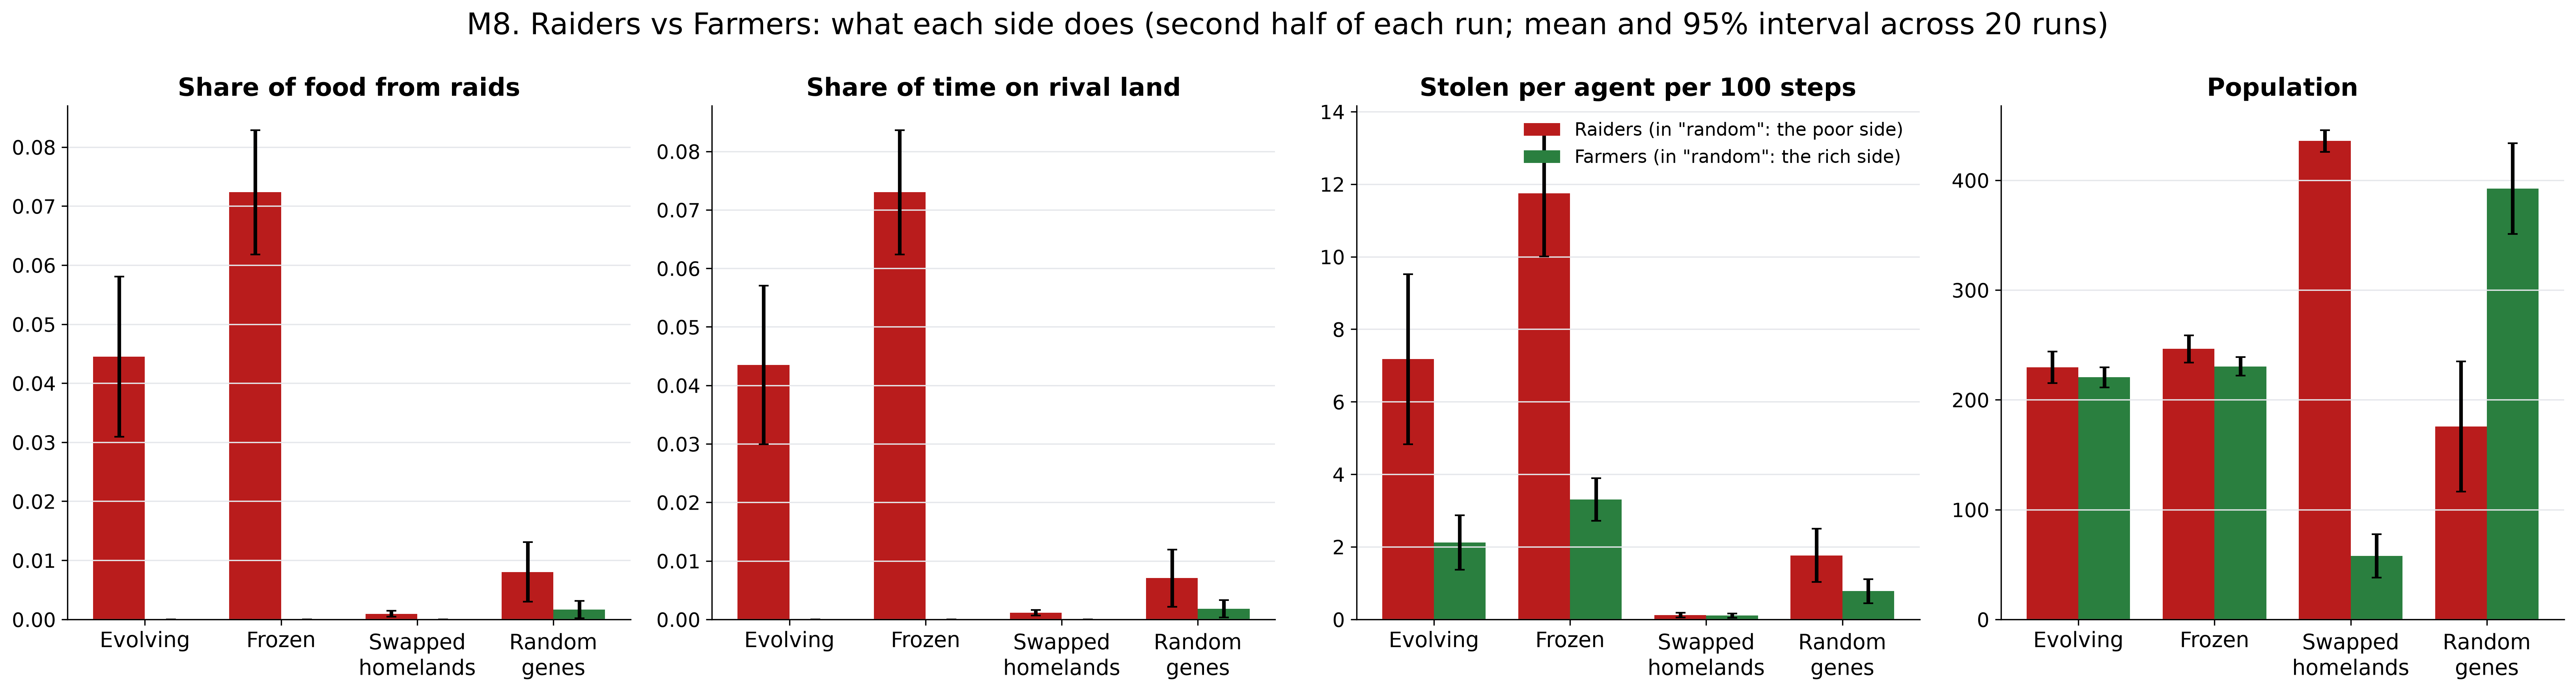 M8. Raiders vs Farmers: what each side does (second half of each run; mean and 95% interval across 20 runs)
Share of food from raids
0.08
0.07
0.06
0.05
0.04
0.03
0.02
0.01
0.00
Evolving
Frozen
Swapped
homelands
Random
genes
Share of time on rival land
0.08
0.07
0.06
0.05
0.04
0.03
0.02
0.01
0.00
Evolving
Frozen
Swapped
homelands
Random
genes
Stolen per agent per 100 steps
Raiders (in "random": the poor side)
Farmers (in "random": the rich side)
14
12
10
8
6
4
2
0
Evolving
Frozen
Swapped
homelands
Random
genes
Population
400
300
200
100
0
Evolving
Frozen
Swapped
homelands
Random
genes